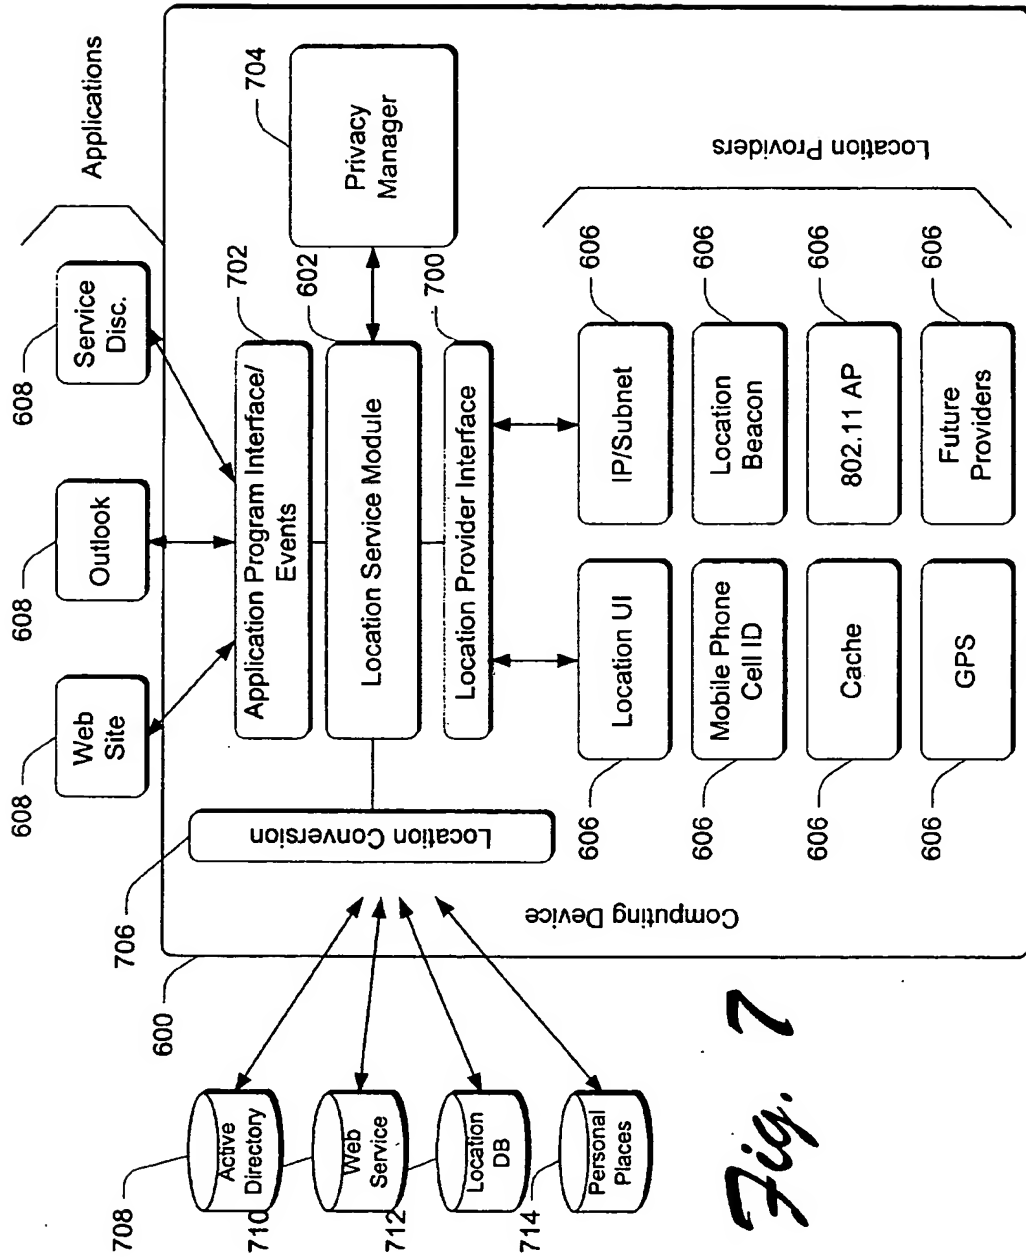 Applications
608
Web
Site
608
Outlook
608
Service
Disc.
600
706
Location Conversion
702
Application Program Interface/
Events
602
Location Service Module
700
Location Provider Interface
704
Privacy
Manager
708
Active
Directory
710
Web
Service
712
Location
DB
714
Personal
Places
Computing Device
Location Providers
606
Location UI
606
IP/Subnet
606
Mobile Phone
Cell ID
606
Location
Beacon
606
Cache
606
802.11 AP
606
GPS
606
Future
Providers
Fig. 7